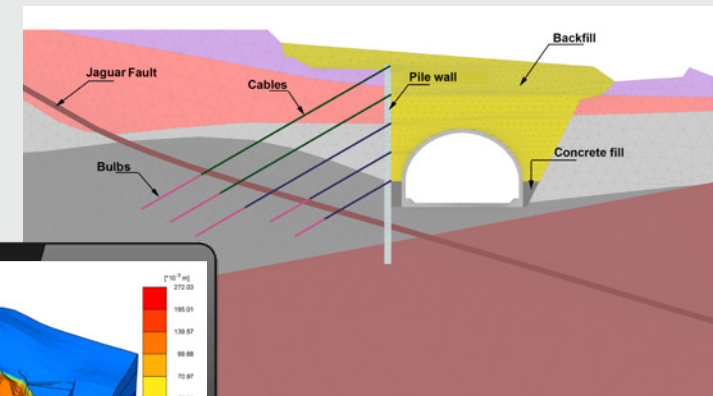 Backfill
Jaguar Fault
Cables
Pile wall
Bulbs
Concrete fill
[*10⁻³ m]
272.03
195.01
139.57
99.88
70.97